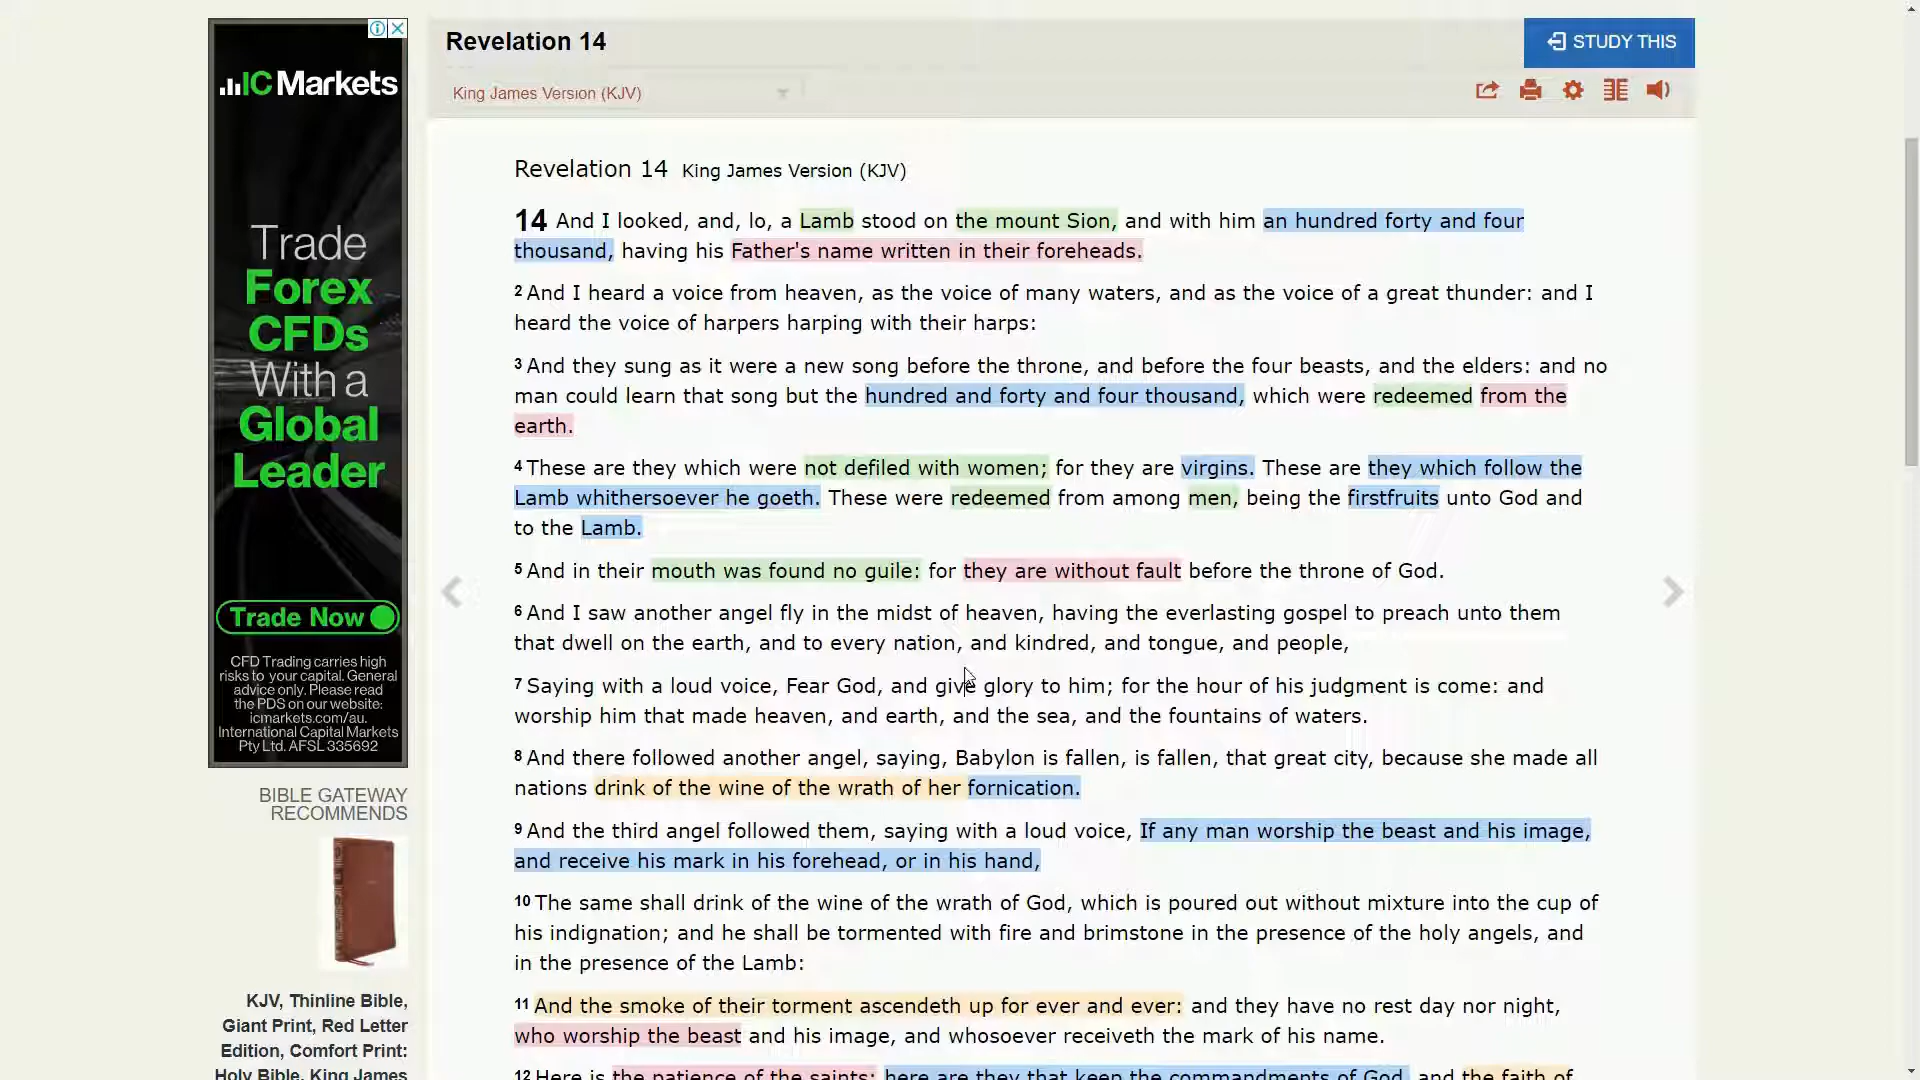 IC Markets
Trade
Forex
CFDs
With a
Global
Leader
Trade Now
CFD Trading carries high
risks to your capital. General
advice only. Please read
the PDS on our website:
icmarkets.com/au.
International Capital Markets
Pty Ltd. AFSL 335692
BIBLE GATEWAY
RECOMMENDS
KJV, Thinline Bible,
Giant Print, Red Letter
Edition, Comfort Print:
Holy Bible, King James
Revelation 14
STUDY THIS
King James Version (KJV)
Revelation 14 King James Version (KJV)
14 And I looked, and, lo, a Lamb stood on the mount Sion, and with him an hundred forty and four
thousand, having his Father's name written in their foreheads.
2 And I heard a voice from heaven, as the voice of many waters, and as the voice of a great thunder: and I
heard the voice of harpers harping with their harps:
3 And they sung as it were a new song before the throne, and before the four beasts, and the elders: and no
man could learn that song but the hundred and forty and four thousand, which were redeemed from the
earth.
4 These are they which were not defiled with women; for they are virgins. These are they which follow the
Lamb whithersoever he goeth. These were redeemed from among men, being the firstfruits unto God and
to the Lamb.
5 And in their mouth was found no guile: for they are without fault before the throne of God.
6 And I saw another angel fly in the midst of heaven, having the everlasting gospel to preach unto them
that dwell on the earth, and to every nation, and kindred, and tongue, and people,
7 Saying with a loud voice, Fear God, and give glory to him; for the hour of his judgment is come: and
worship him that made heaven, and earth, and the sea, and the fountains of waters.
8 And there followed another angel, saying, Babylon is fallen, is fallen, that great city, because she made all
nations drink of the wine of the wrath of her fornication.
9 And the third angel followed them, saying with a loud voice, If any man worship the beast and his image,
and receive his mark in his forehead, or in his hand,
10 The same shall drink of the wine of the wrath of God, which is poured out without mixture into the cup of
his indignation; and he shall be tormented with fire and brimstone in the presence of the holy angels, and
in the presence of the Lamb:
11 And the smoke of their torment ascendeth up for ever and ever: and they have no rest day nor night,
who worship the beast and his image, and whosoever receiveth the mark of his name.
12 Here is the patience of the saints: here are they that keep the commandments of God, and the faith of